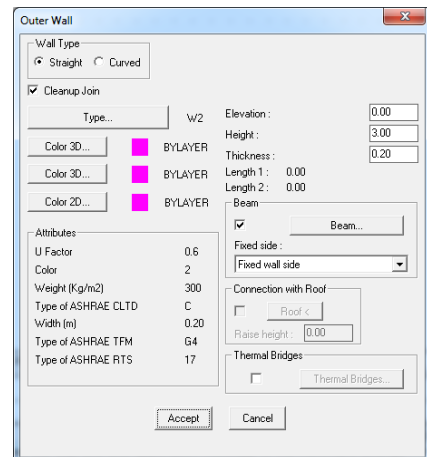 Outer Wall
Wall Type
Straight Curved
Cleanup Join
Type... W2
Color 3D... BYLAYER
Color 3D... BYLAYER
Color 2D... BYLAYER
Attributes
U Factor 0.6
Color 2
Weight (Kg/m2) 300
Type of ASHRAE CLTD C
Width (m) 0.20
Type of ASHRAE TFM G4
Type of ASHRAE RTS 17
Elevation : 0.00
Height : 3.00
Thickness : 0.20
Length 1 : 0.00
Length 2 : 0.00
Beam
Beam...
Fixed side :
Fixed wall side
Connection with Roof
Roof <
Raise height : 0.00
Thermal Bridges
Thermal Bridges...
Accept Cancel